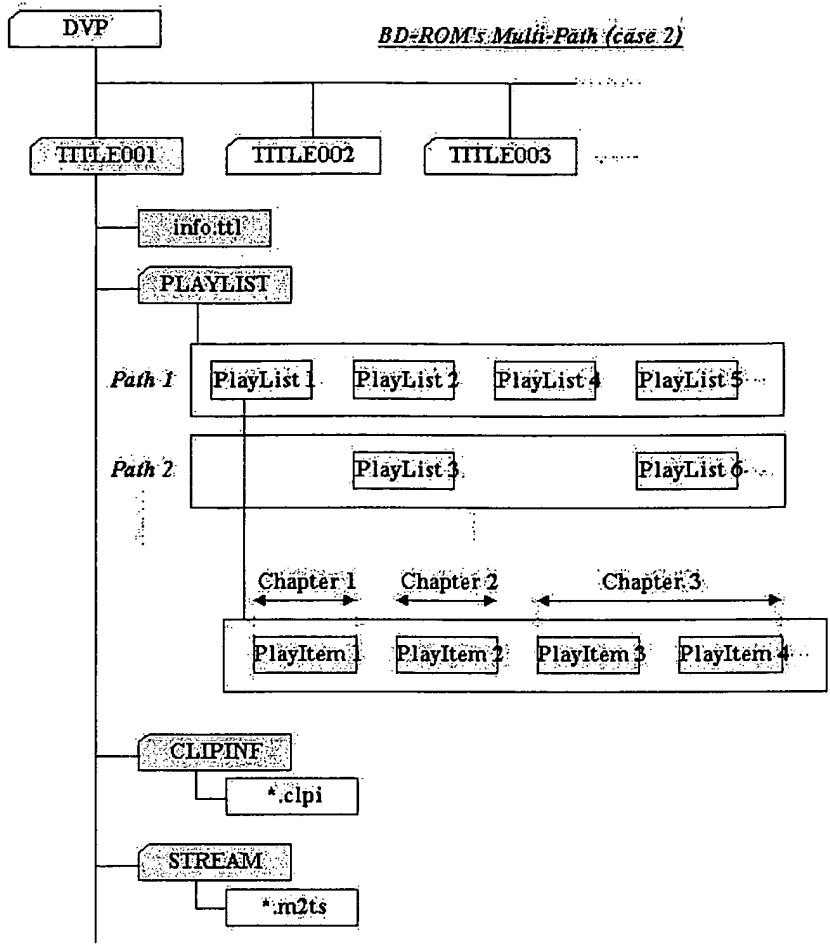 DVP
BD-ROM's Multi-Path (case 2)
TITLE001
TITLE002
TITLE003
info.ttl
PLAYLIST
Path 1
PlayList 1
PlayList 2
PlayList 4
PlayList 5
Path 2
PlayList 3
PlayList 6
Chapter 1
Chapter 2
Chapter 3
PlayItem 1
PlayItem 2
PlayItem 3
PlayItem 4
CLIPINF
*.clpi
STREAM
*.m2ts